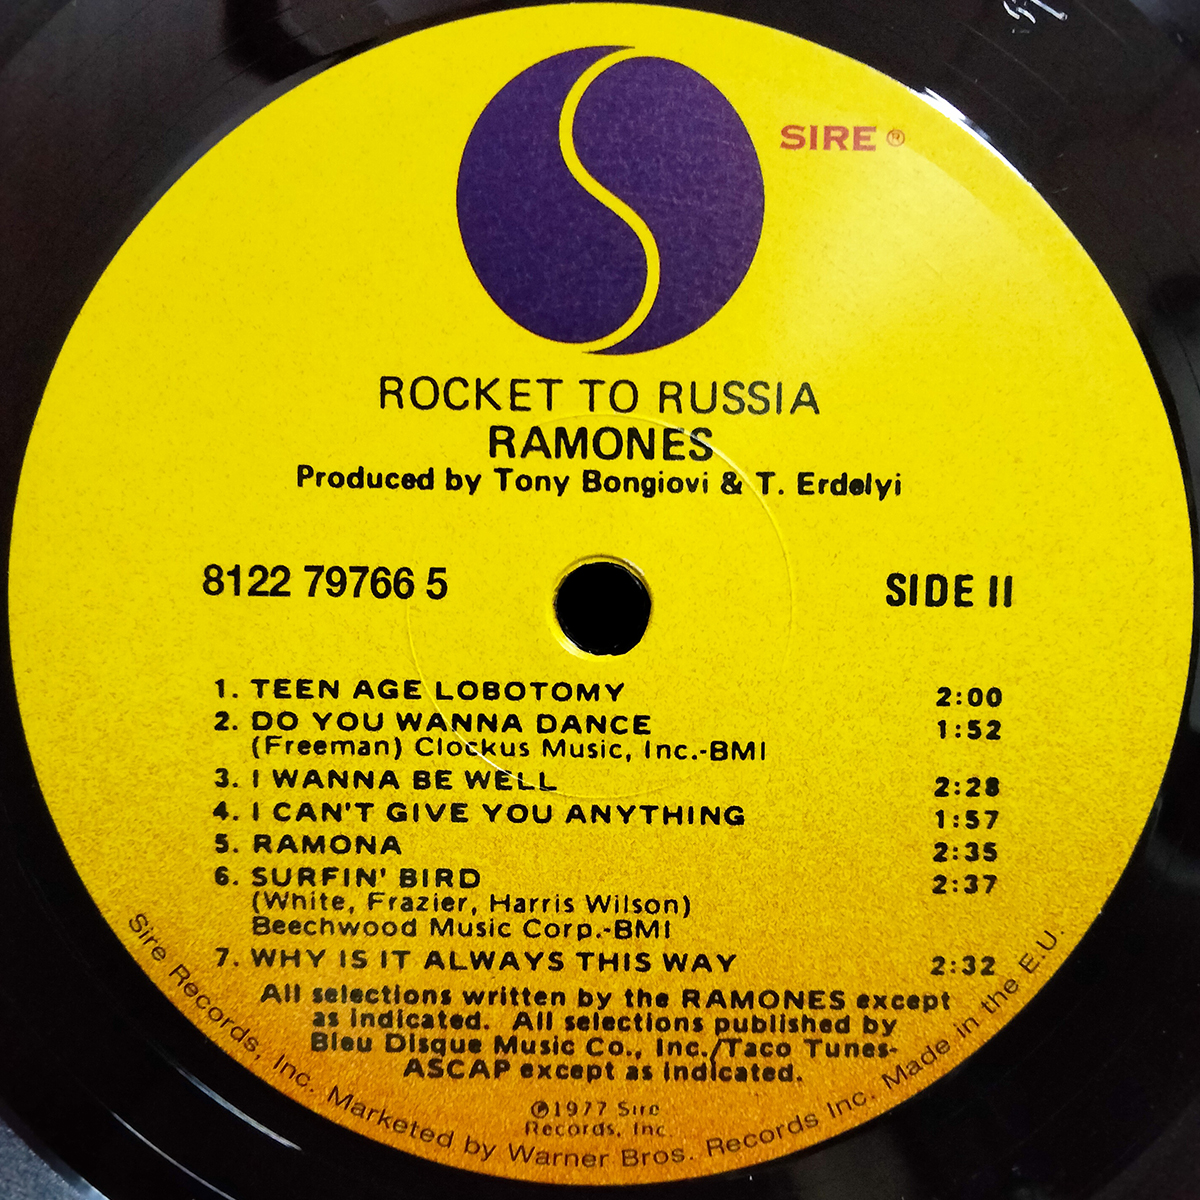 SIRE ®
ROCKET TO RUSSIA
RAMONES
Produced by Tony Bongiovi & T. Erdelyi
8122 79766 5
SIDE II
1. TEEN AGE LOBOTOMY 2:00
2. DO YOU WANNA DANCE 1:52
(Freeman) Clockus Music, Inc.-BMI
3. I WANNA BE WELL 2:28
4. I CAN'T GIVE YOU ANYTHING 1:57
5. RAMONA 2:35
6. SURFIN' BIRD 2:37
(White, Frazier, Harris Wilson)
Beechwood Music Corp.-BMI
7. WHY IS IT ALWAYS THIS WAY 2:32
All selections written by the RAMONES except
as indicated. All selections published by
Bleu Disque Music Co., Inc./Taco Tunes-
ASCAP except as indicated.
℗1977 Sire
Records, Inc.
Sire Records, Inc. Marketed by Warner Bros. Records Inc. Made in the E.U.